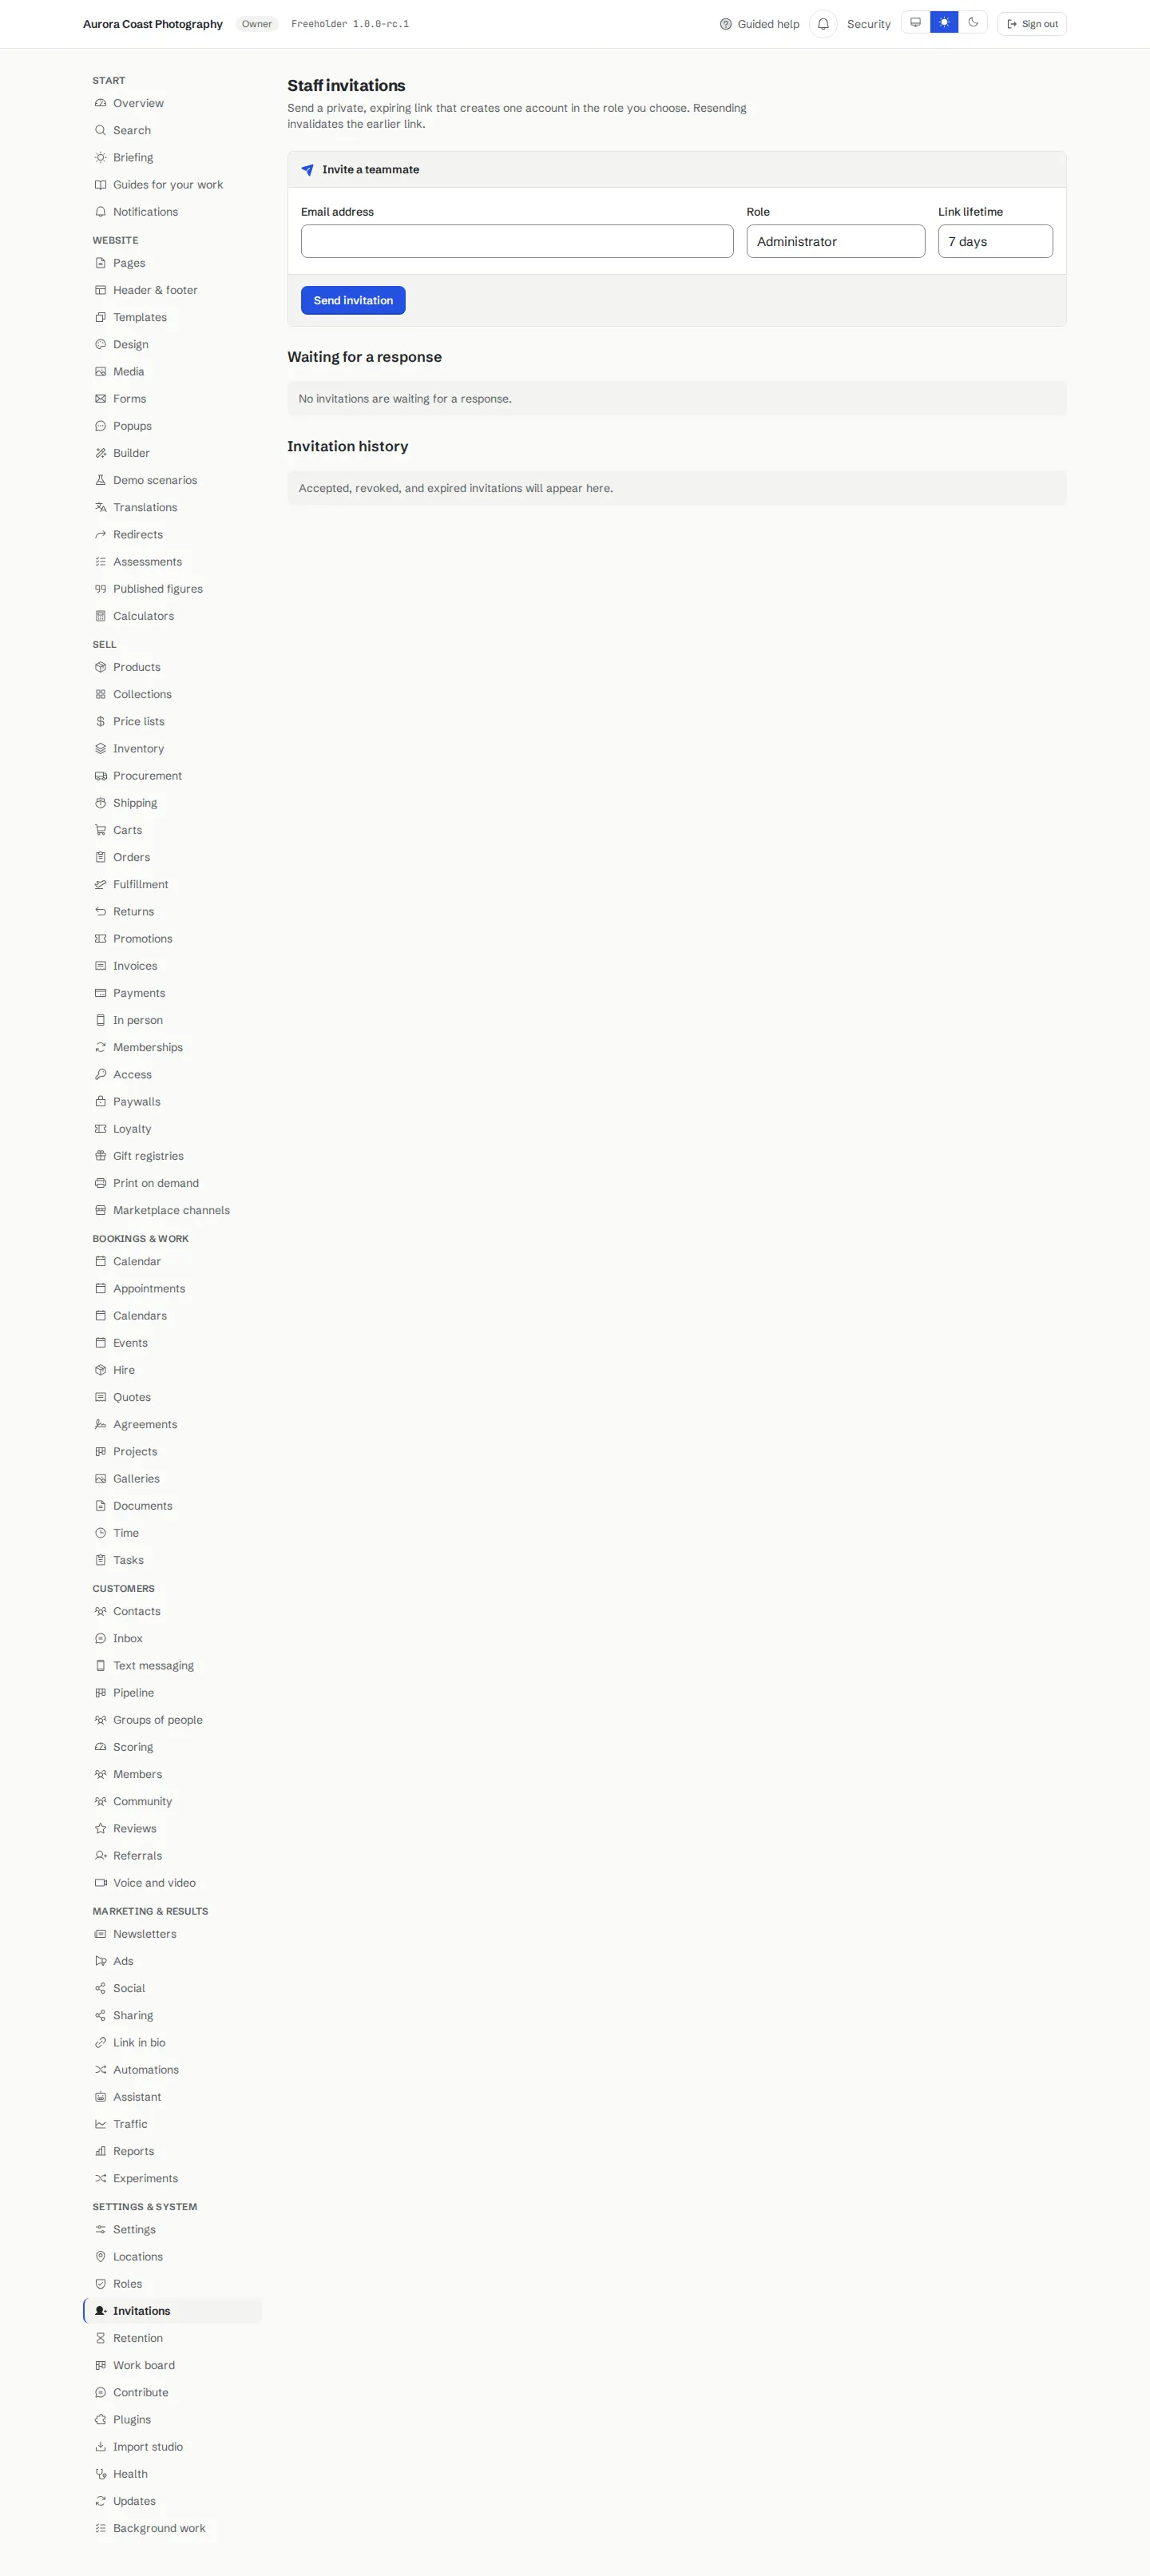 Aurora Coast Photography
Owner
Freeholder 1.0.0-rc.1
Guided help
Security
Sign out
START
Overview
Search
Briefing
Guides for your work
Notifications
WEBSITE
Pages
Header & footer
Templates
Design
Media
Forms
Popups
Builder
Demo scenarios
Translations
Redirects
Assessments
Published figures
Calculators
SELL
Products
Collections
Price lists
Inventory
Procurement
Shipping
Carts
Orders
Fulfillment
Returns
Promotions
Invoices
Payments
In person
Memberships
Access
Paywalls
Loyalty
Gift registries
Print on demand
Marketplace channels
BOOKINGS & WORK
Calendar
Appointments
Calendars
Events
Hire
Quotes
Agreements
Projects
Galleries
Documents
Time
Tasks
CUSTOMERS
Contacts
Inbox
Text messaging
Pipeline
Groups of people
Scoring
Members
Community
Reviews
Referrals
Voice and video
MARKETING & RESULTS
Newsletters
Ads
Social
Sharing
Link in bio
Automations
Assistant
Traffic
Reports
Experiments
SETTINGS & SYSTEM
Settings
Locations
Roles
Invitations
Retention
Work board
Contribute
Plugins
Import studio
Health
Updates
Background work
Staff invitations
Send a private, expiring link that creates one account in the role you choose. Resending
invalidates the earlier link.
Invite a teammate
Email address
Role
Link lifetime
Administrator
7 days
Send invitation
Waiting for a response
No invitations are waiting for a response.
Invitation history
Accepted, revoked, and expired invitations will appear here.